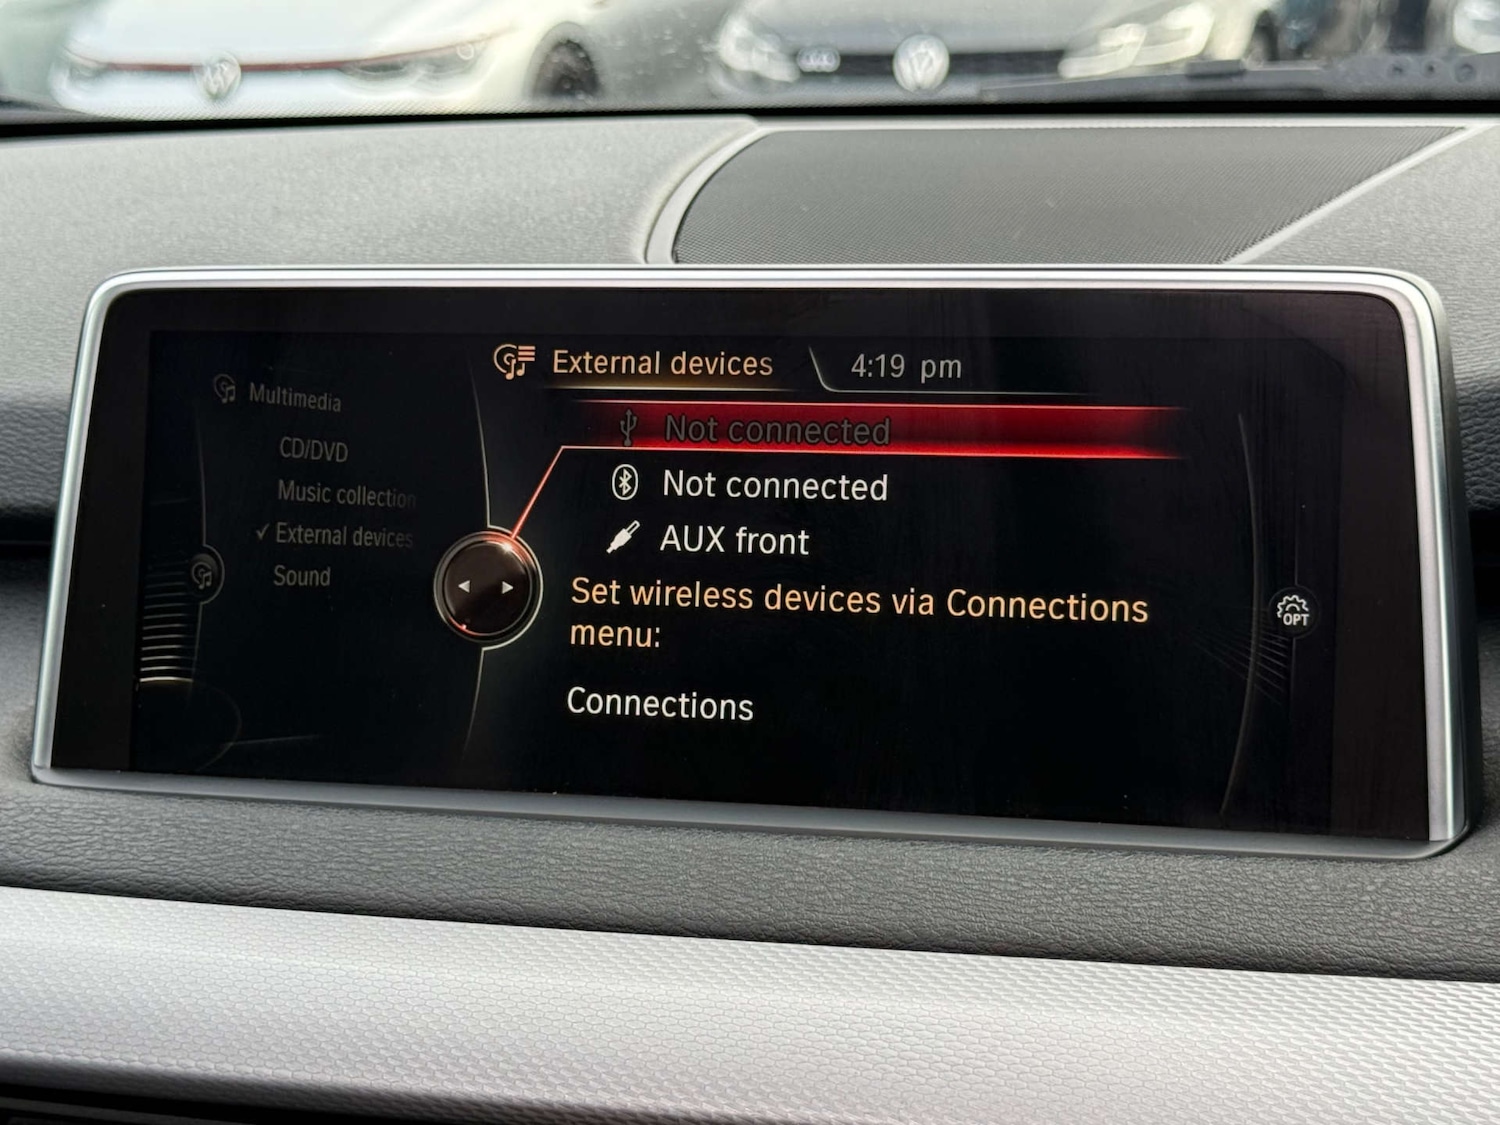 External devices
4:19 pm
Multimedia
CD/DVD
Music collection
External devices
Sound
Not connected
Not connected
AUX front
Set wireless devices via Connections
menu:
Connections
OPT